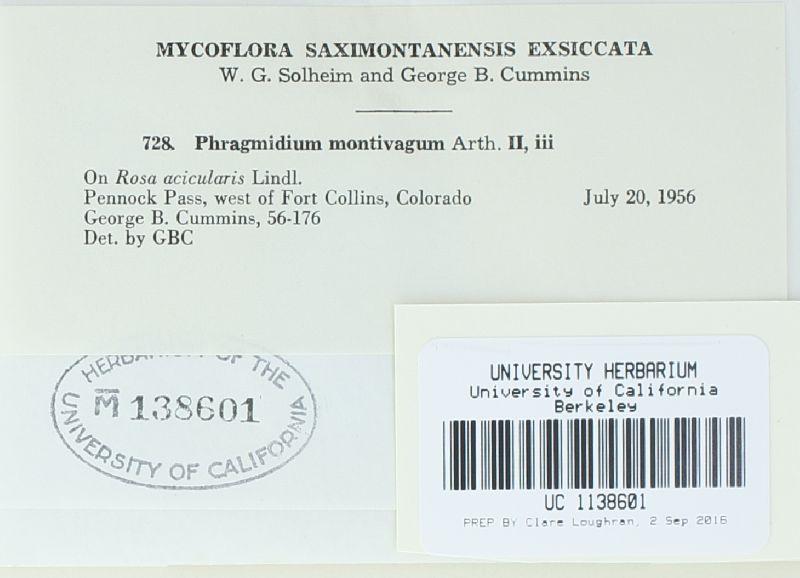 MYCOFLORA SAXIMONTANENSIS EXSICCATA
W. G. Solheim and George B. Cummins
728. Phragmidium montivagum Arth. II, iii
On Rosa acicularis Lindl.
Pennock Pass, west of Fort Collins, Colorado July 20, 1956
George B. Cummins, 56-176
Det. by GBC
HERBARIUM OF THE
M 138601
UNIVERSITY OF CALIFORNIA
UNIVERSITY HERBARIUM
University of California
Berkeley
UC 1138601
PREP BY Clare Loughran, 2 Sep 2016